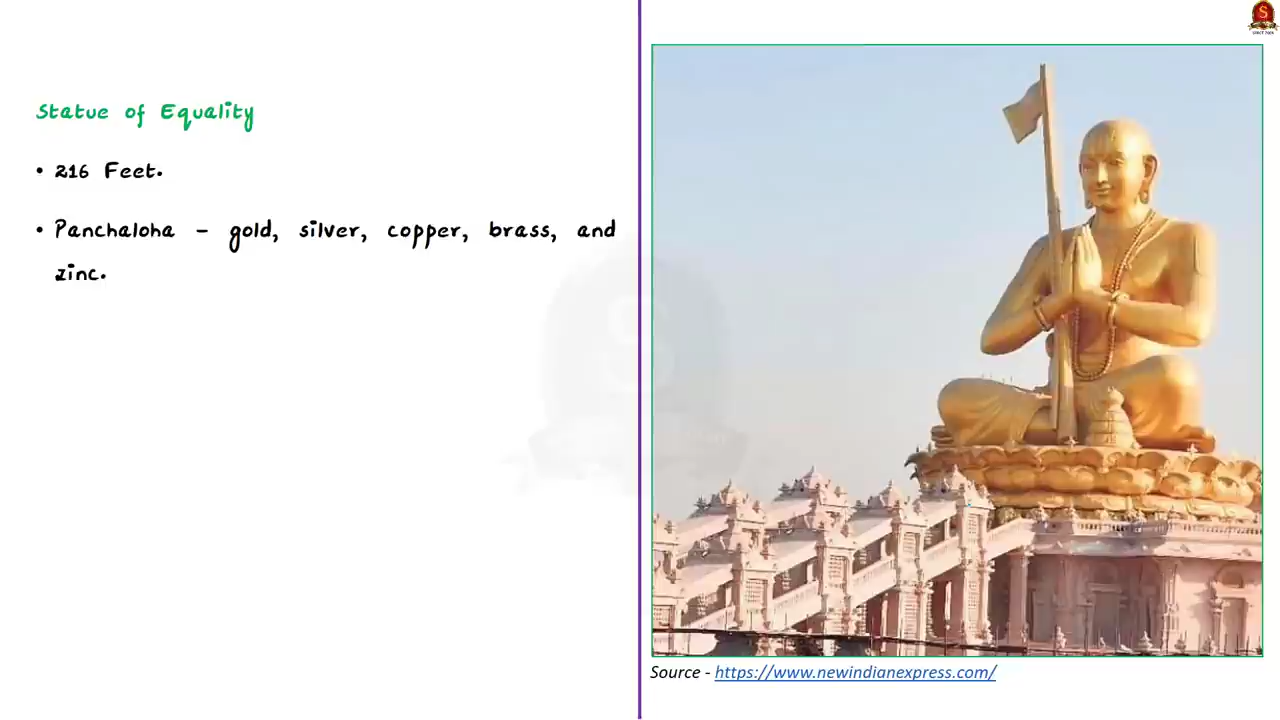 Statue of Equality
• 216 Feet.
• Panchaloha – gold, silver, copper, brass, and
zinc.
Source - https://www.newindianexpress.com/